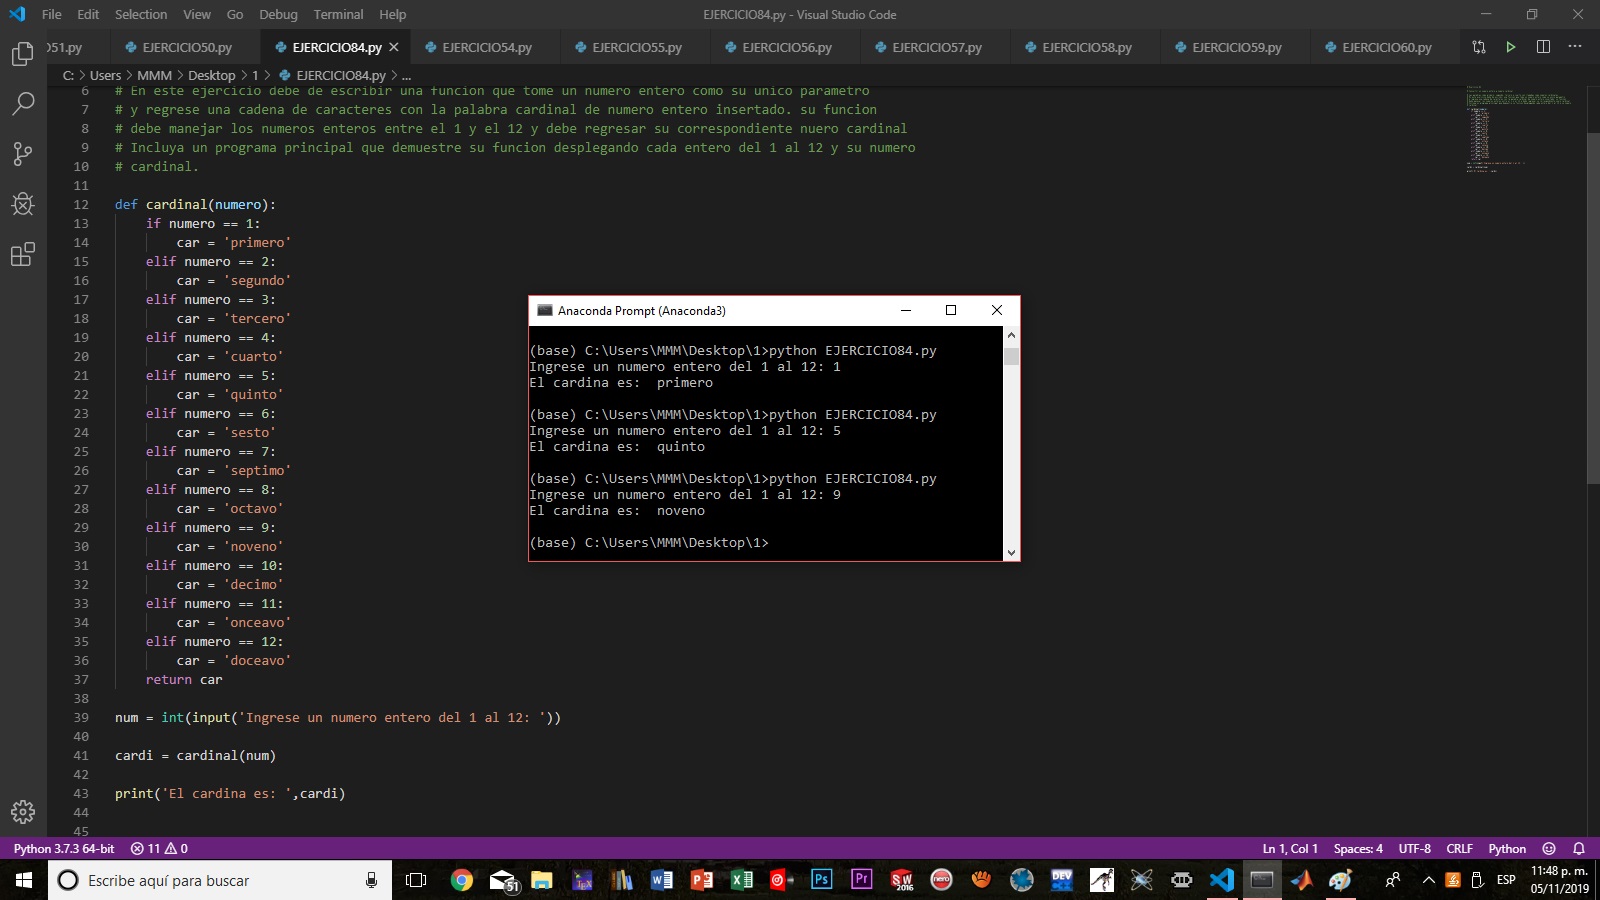 File Edit Selection View Go Debug Terminal Help
EJERCICIO84.py - Visual Studio Code
O51.py EJERCICIO50.py EJERCICIO84.py EJERCICIO54.py EJERCICIO55.py EJERCICIO56.py EJERCICIO57.py EJERCICIO58.py EJERCICIO59.py EJERCICIO60.py
C: > Users > MMM > Desktop > 1 > EJERCICIO84.py > ...
6 # En este ejercicio debe de escribir una funcion que tome un numero entero como su unico parametro
7 # y regrese una cadena de caracteres con la palabra cardinal de numero entero insertado. su funcion
8 # debe manejar los numeros enteros entre el 1 y el 12 y debe regresar su correspondiente nuero cardinal
9 # Incluya un programa principal que demuestre su funcion desplegando cada entero del 1 al 12 y su numero
10 # cardinal.
11
12 def cardinal(numero):
13 if numero == 1:
14 car = 'primero'
15 elif numero == 2:
16 car = 'segundo'
17 elif numero == 3:
18 car = 'tercero'
19 elif numero == 4:
20 car = 'cuarto'
21 elif numero == 5:
22 car = 'quinto'
23 elif numero == 6:
24 car = 'sesto'
25 elif numero == 7:
26 car = 'septimo'
27 elif numero == 8:
28 car = 'octavo'
29 elif numero == 9:
30 car = 'noveno'
31 elif numero == 10:
32 car = 'decimo'
33 elif numero == 11:
34 car = 'onceavo'
35 elif numero == 12:
36 car = 'doceavo'
37 return car
38
39 num = int(input('Ingrese un numero entero del 1 al 12: '))
40
41 cardi = cardinal(num)
42
43 print('El cardina es: ',cardi)
44
45
Anaconda Prompt (Anaconda3)
(base) C:\Users\MMM\Desktop\1>python EJERCICIO84.py
Ingrese un numero entero del 1 al 12: 1
El cardina es:  primero
(base) C:\Users\MMM\Desktop\1>python EJERCICIO84.py
Ingrese un numero entero del 1 al 12: 5
El cardina es:  quinto
(base) C:\Users\MMM\Desktop\1>python EJERCICIO84.py
Ingrese un numero entero del 1 al 12: 9
El cardina es:  noveno
(base) C:\Users\MMM\Desktop\1>
Python 3.7.3 64-bit 11 0 Ln 1, Col 1 Spaces: 4 UTF-8 CRLF Python
Escribe aquí para buscar
51
Ps Pr SW 2016 nero DEV
ESP
11:48 p. m.
05/11/2019